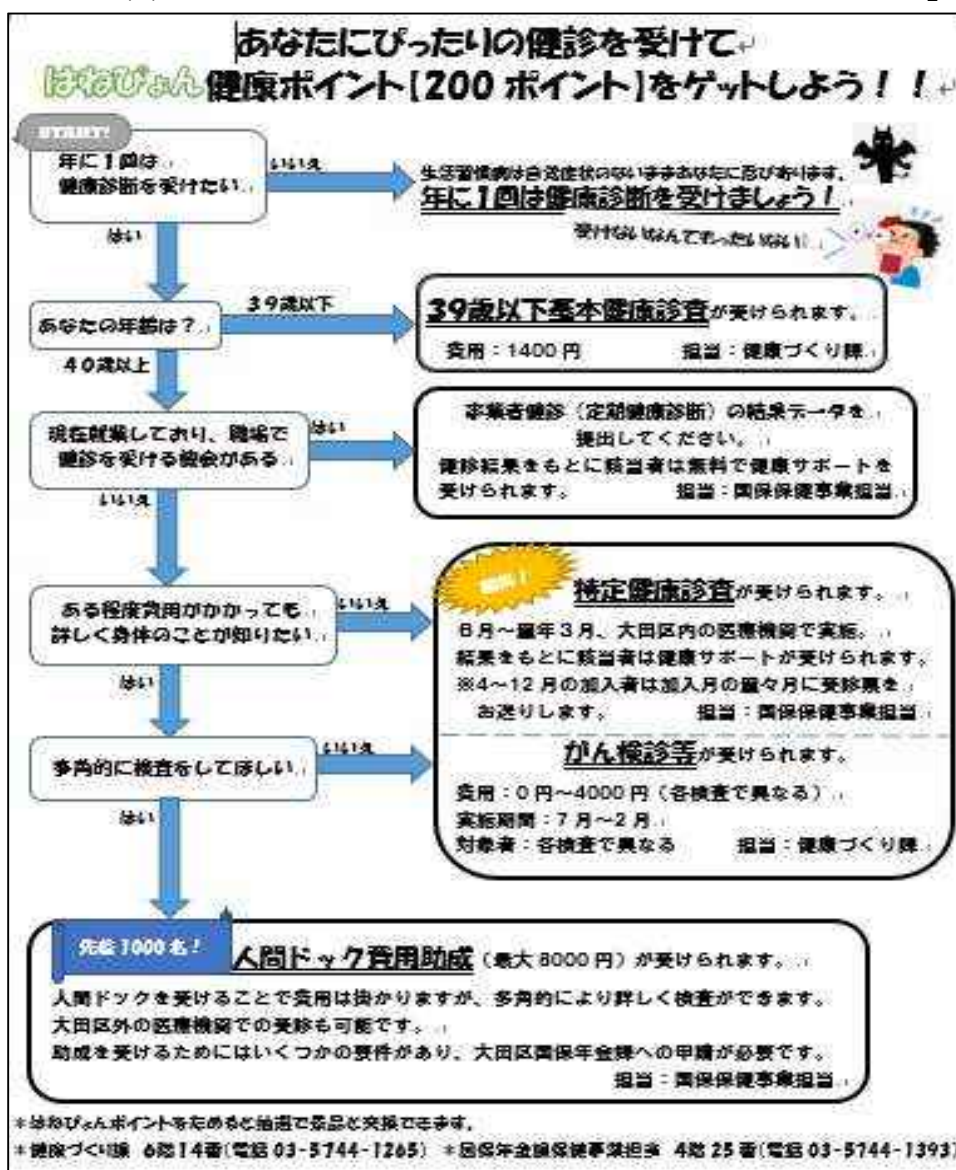 あなたにぴったりの健診を受けて
はねぴょん 健康ポイント【200 ポイント】をゲットしよう！！
START!
年に1回は
健康診断を受けたい
いいえ
生活習慣病は自覚症状のないままあなたに忍びよります。
年に1回は健康診断を受けましょう！
受けないなんてもったいない！
はい
あなたの年齢は？
39歳以下
39歳以下基本健康診査が受けられます。
費用：1400 円 担当：健康づくり課
40歳以上
現在就業しており、職場で
健診を受ける機会がある
はい
事業者健診（定期健康診断）の結果データを
提出してください。
健診結果をもとに該当者は無料で健康サポートを
受けられます。 担当：国保保健事業担当
いいえ
ある程度費用がかかっても
詳しく身体のことが知りたい
いいえ
特定健康診査が受けられます。
6月～翌年3月、大田区内の医療機関で実施。
結果をもとに該当者は健康サポートが受けられます。
※4～12月の加入者は加入月の翌々月に受診票を
お送りします。 担当：国保保健事業担当
はい
多角的に検査をしてほしい
いいえ
がん検診等が受けられます。
費用：0円～4000円（各検査で異なる）
実施期間：7月～2月
対象者：各検査で異なる 担当：健康づくり課
はい
先着1000名！
人間ドック費用助成（最大8000円）が受けられます。
人間ドックを受けることで費用は掛かりますが、多角的により詳しく検査ができます。
大田区外の医療機関での受診も可能です。
助成を受けるためにはいくつかの要件があり、大田区国保年金課への申請が必要です。
担当：国保保健事業担当
＊はねぴょんポイントをためると抽選で景品と交換できます。
＊健康づくり課 6階14番(電話 03-5744-1265) ＊国保年金課保健事業担当 4階25番(電話 03-5744-1393)